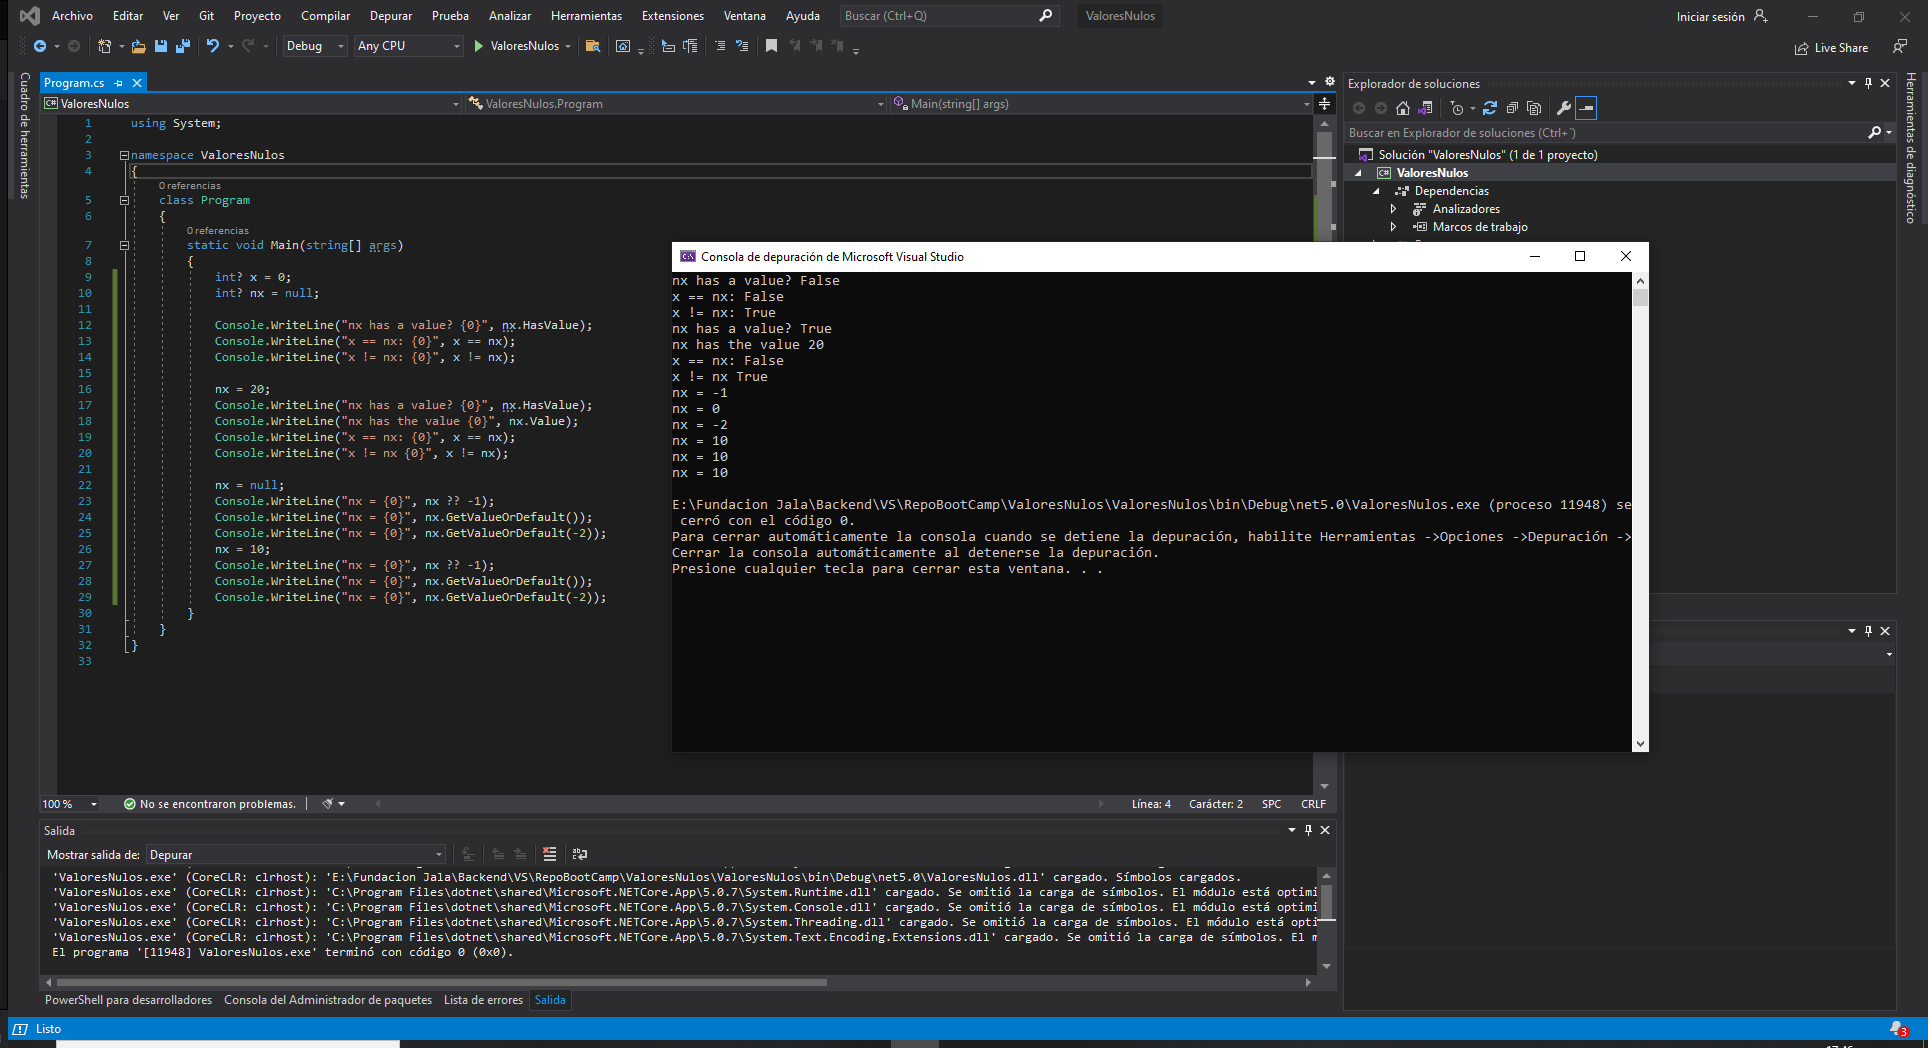 Archivo Editar Ver Git Proyecto Compilar Depurar Prueba Analizar Herramientas Extensiones Ventana Ayuda Buscar (Ctrl+Q) ValoresNulos Iniciar sesión
Debug Any CPU ValoresNulos Live Share
Cuadro de herramientas
Program.cs
ValoresNulos ValoresNulos.Program Main(string[] args)
1 using System;
2
3 namespace ValoresNulos
4 {
0 referencias
5 class Program
6 {
0 referencias
7 static void Main(string[] args)
8 {
9 int? x = 0;
10 int? nx = null;
11
12 Console.WriteLine("nx has a value? {0}", nx.HasValue);
13 Console.WriteLine("x == nx: {0}", x == nx);
14 Console.WriteLine("x != nx: {0}", x != nx);
15
16 nx = 20;
17 Console.WriteLine("nx has a value? {0}", nx.HasValue);
18 Console.WriteLine("nx has the value {0}", nx.Value);
19 Console.WriteLine("x == nx: {0}", x == nx);
20 Console.WriteLine("x != nx {0}", x != nx);
21
22 nx = null;
23 Console.WriteLine("nx = {0}", nx ?? -1);
24 Console.WriteLine("nx = {0}", nx.GetValueOrDefault());
25 Console.WriteLine("nx = {0}", nx.GetValueOrDefault(-2));
26 nx = 10;
27 Console.WriteLine("nx = {0}", nx ?? -1);
28 Console.WriteLine("nx = {0}", nx.GetValueOrDefault());
29 Console.WriteLine("nx = {0}", nx.GetValueOrDefault(-2));
30 }
31 }
32 }
33
100 % No se encontraron problemas. Línea: 4 Carácter: 2 SPC CRLF
Consola de depuración de Microsoft Visual Studio
nx has a value? False
x == nx: False
x != nx: True
nx has a value? True
nx has the value 20
x == nx: False
x != nx True
nx = -1
nx = 0
nx = -2
nx = 10
nx = 10
nx = 10
E:\Fundacion Jala\Backend\VS\RepoBootCamp\ValoresNulos\ValoresNulos\bin\Debug\net5.0\ValoresNulos.exe (proceso 11948) se
cerró con el código 0.
Para cerrar automáticamente la consola cuando se detiene la depuración, habilite Herramientas ->Opciones ->Depuración ->
Cerrar la consola automáticamente al detenerse la depuración.
Presione cualquier tecla para cerrar esta ventana. . .
Explorador de soluciones
Buscar en Explorador de soluciones (Ctrl+´)
Solución "ValoresNulos" (1 de 1 proyecto)
ValoresNulos
Dependencias
Analizadores
Marcos de trabajo
Herramientas de diagnóstico
Salida
Mostrar salida de: Depurar
'ValoresNulos.exe' (CoreCLR: clrhost): 'E:\Fundacion Jala\Backend\VS\RepoBootCamp\ValoresNulos\ValoresNulos\bin\Debug\net5.0\ValoresNulos.dll' cargado. Símbolos cargados.
'ValoresNulos.exe' (CoreCLR: clrhost): 'C:\Program Files\dotnet\shared\Microsoft.NETCore.App\5.0.7\System.Runtime.dll' cargado. Se omitió la carga de símbolos. El módulo está optimi
'ValoresNulos.exe' (CoreCLR: clrhost): 'C:\Program Files\dotnet\shared\Microsoft.NETCore.App\5.0.7\System.Console.dll' cargado. Se omitió la carga de símbolos. El módulo está optimi
'ValoresNulos.exe' (CoreCLR: clrhost): 'C:\Program Files\dotnet\shared\Microsoft.NETCore.App\5.0.7\System.Threading.dll' cargado. Se omitió la carga de símbolos. El módulo está opti
'ValoresNulos.exe' (CoreCLR: clrhost): 'C:\Program Files\dotnet\shared\Microsoft.NETCore.App\5.0.7\System.Text.Encoding.Extensions.dll' cargado. Se omitió la carga de símbolos. El m
El programa '[11948] ValoresNulos.exe' terminó con código 0 (0x0).
PowerShell para desarrolladores Consola del Administrador de paquetes Lista de errores Salida
Listo 3